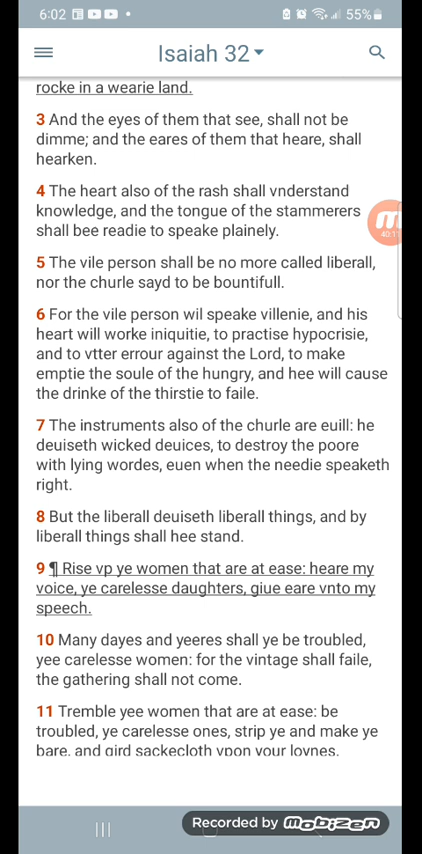 6:02 55%
Isaiah 32
rocke in a wearie land.
3 And the eyes of them that see, shall not be
dimme; and the eares of them that heare, shall
hearken.
4 The heart also of the rash shall vnderstand
knowledge, and the tongue of the stammerers
shall bee readie to speake plainely.
40:11
5 The vile person shall be no more called liberall,
nor the churle sayd to be bountifull.
6 For the vile person wil speake villenie, and his
heart will worke iniquitie, to practise hypocrisie,
and to vtter errour against the Lord, to make
emptie the soule of the hungry, and hee will cause
the drinke of the thirstie to faile.
7 The instruments also of the churle are euill: he
deuiseth wicked deuices, to destroy the poore
with lying wordes, euen when the needie speaketh
right.
8 But the liberall deuiseth liberall things, and by
liberall things shall hee stand.
9 ¶ Rise vp ye women that are at ease: heare my
voice, ye carelesse daughters, giue eare vnto my
speech.
10 Many dayes and yeeres shall ye be troubled,
yee carelesse women: for the vintage shall faile,
the gathering shall not come.
11 Tremble yee women that are at ease: be
troubled, ye carelesse ones, strip ye and make ye
bare, and gird sackecloth vpon your loynes.
Recorded by mobizen